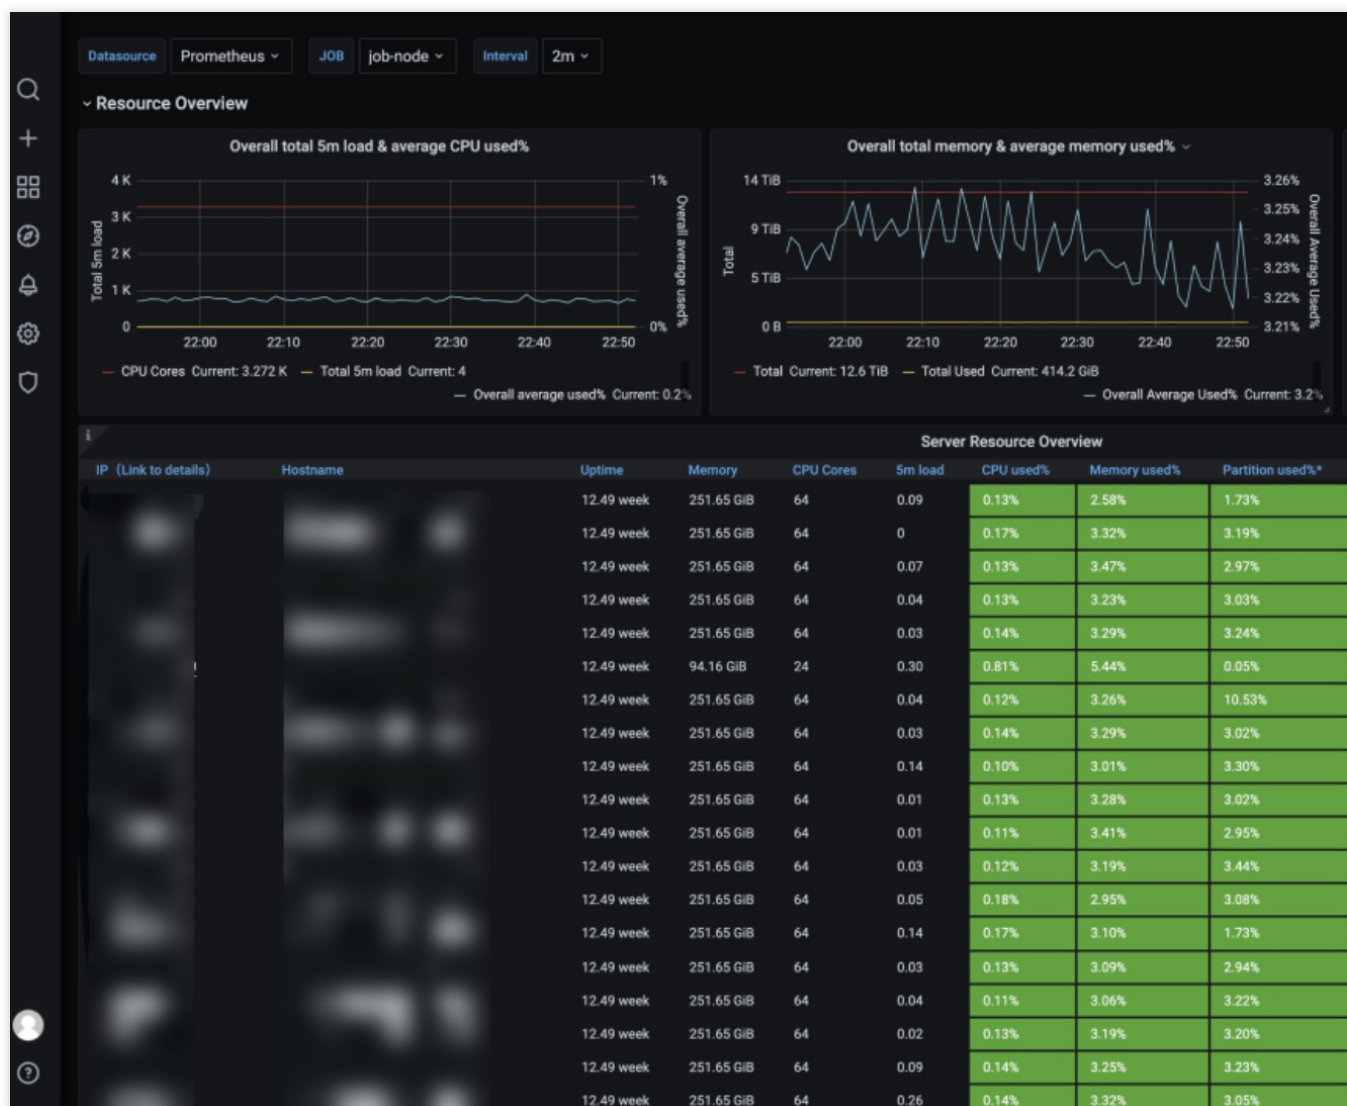 Datasource Prometheus JOB job-node Interval 2m
Resource Overview
Overall total 5m load & average CPU used%
4 K
3 K
2 K
1 K
0
Total 5m load
1%
0%
Overall average used%
22:00 22:10 22:20 22:30 22:40 22:50
CPU Cores Current: 3.272 K Total 5m load Current: 4
Overall average used% Current: 0.2%
Overall total memory & average memory used%
14 TiB
9 TiB
5 TiB
0 B
Total
3.26%
3.25%
3.24%
3.23%
3.22%
3.21%
Overall Average Used%
22:00 22:10 22:20 22:30 22:40 22:50
Total Current: 12.6 TiB Total Used Current: 414.2 GiB
Overall Average Used% Current: 3.2%
Server Resource Overview
IP (Link to details) Hostname Uptime Memory CPU Cores 5m load CPU used% Memory used% Partition used%*
12.49 week 251.65 GiB 64 0.09 0.13% 2.58% 1.73%
12.49 week 251.65 GiB 64 0 0.17% 3.32% 3.19%
12.49 week 251.65 GiB 64 0.07 0.13% 3.47% 2.97%
12.49 week 251.65 GiB 64 0.04 0.13% 3.23% 3.03%
12.49 week 251.65 GiB 64 0.03 0.14% 3.29% 3.24%
12.49 week 94.16 GiB 24 0.30 0.81% 5.44% 0.05%
12.49 week 251.65 GiB 64 0.04 0.12% 3.26% 10.53%
12.49 week 251.65 GiB 64 0.03 0.14% 3.29% 3.02%
12.49 week 251.65 GiB 64 0.14 0.10% 3.01% 3.30%
12.49 week 251.65 GiB 64 0.01 0.13% 3.28% 3.02%
12.49 week 251.65 GiB 64 0.01 0.11% 3.41% 2.95%
12.49 week 251.65 GiB 64 0.03 0.12% 3.19% 3.44%
12.49 week 251.65 GiB 64 0.05 0.18% 2.95% 3.08%
12.49 week 251.65 GiB 64 0.14 0.17% 3.10% 1.73%
12.49 week 251.65 GiB 64 0.03 0.13% 3.09% 2.94%
12.49 week 251.65 GiB 64 0.04 0.11% 3.06% 3.22%
12.49 week 251.65 GiB 64 0.02 0.13% 3.19% 3.20%
12.49 week 251.65 GiB 64 0.09 0.14% 3.25% 3.23%
12.49 week 251.65 GiB 64 0.26 0.14% 3.32% 3.05%